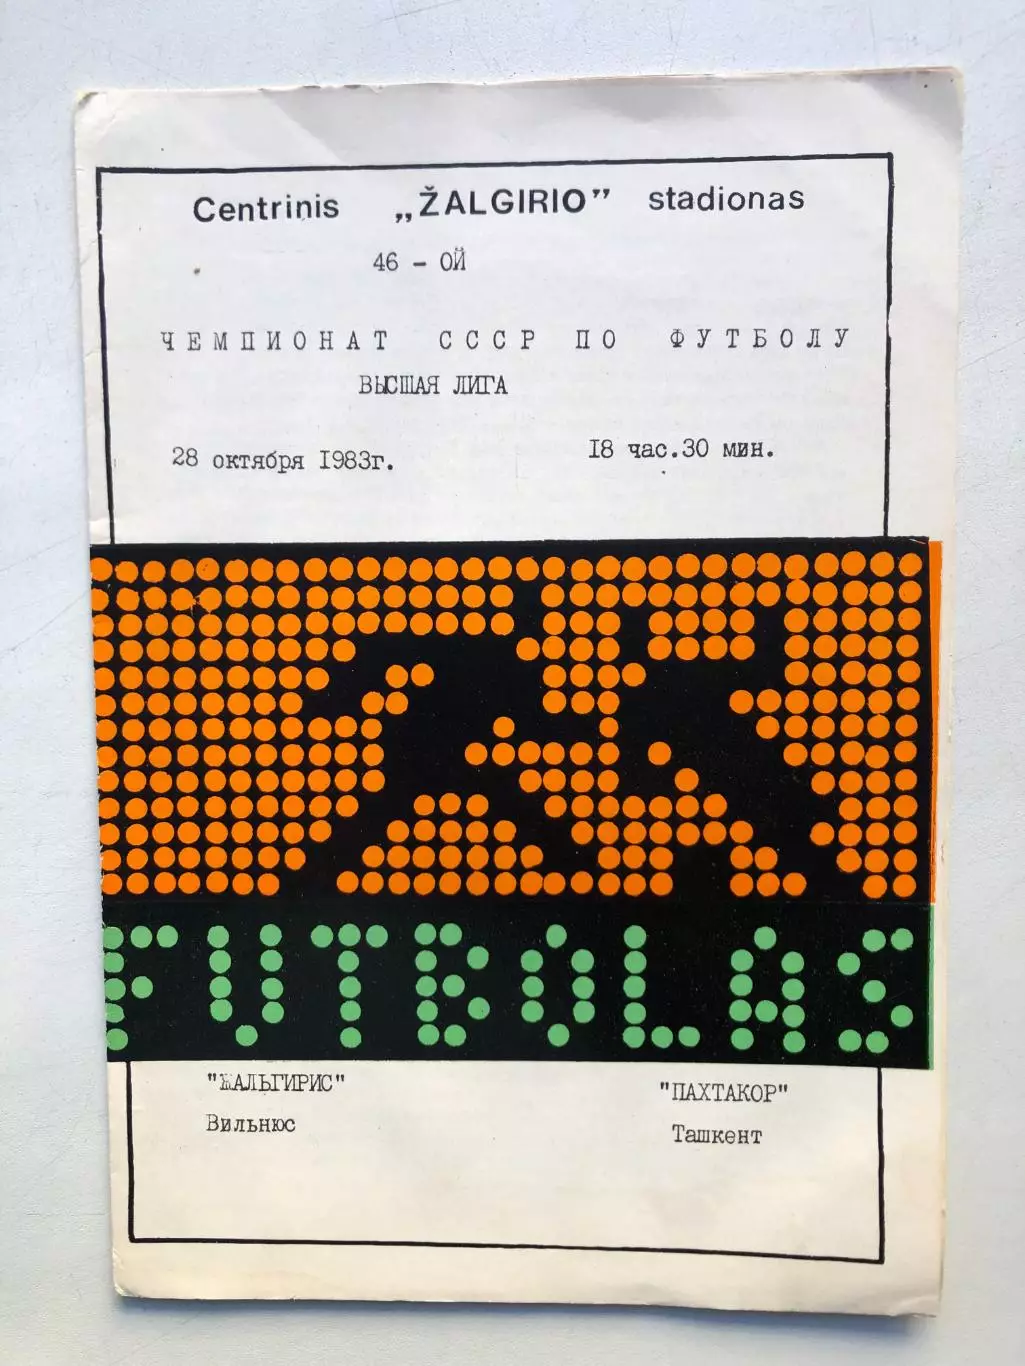 Centrinis „ŽALGIRIO” stadionas
46 - ОЙ
ЧЕМПИОНАТ СССР ПО ФУТБОЛУ
ВЫСШАЯ ЛИГА
28 октября 1983г. 18 час.30 мин.
FUTBOLAS
"ЖАЛЬГИРИС" "ПАХТАКОР"
Вильнюс Ташкент